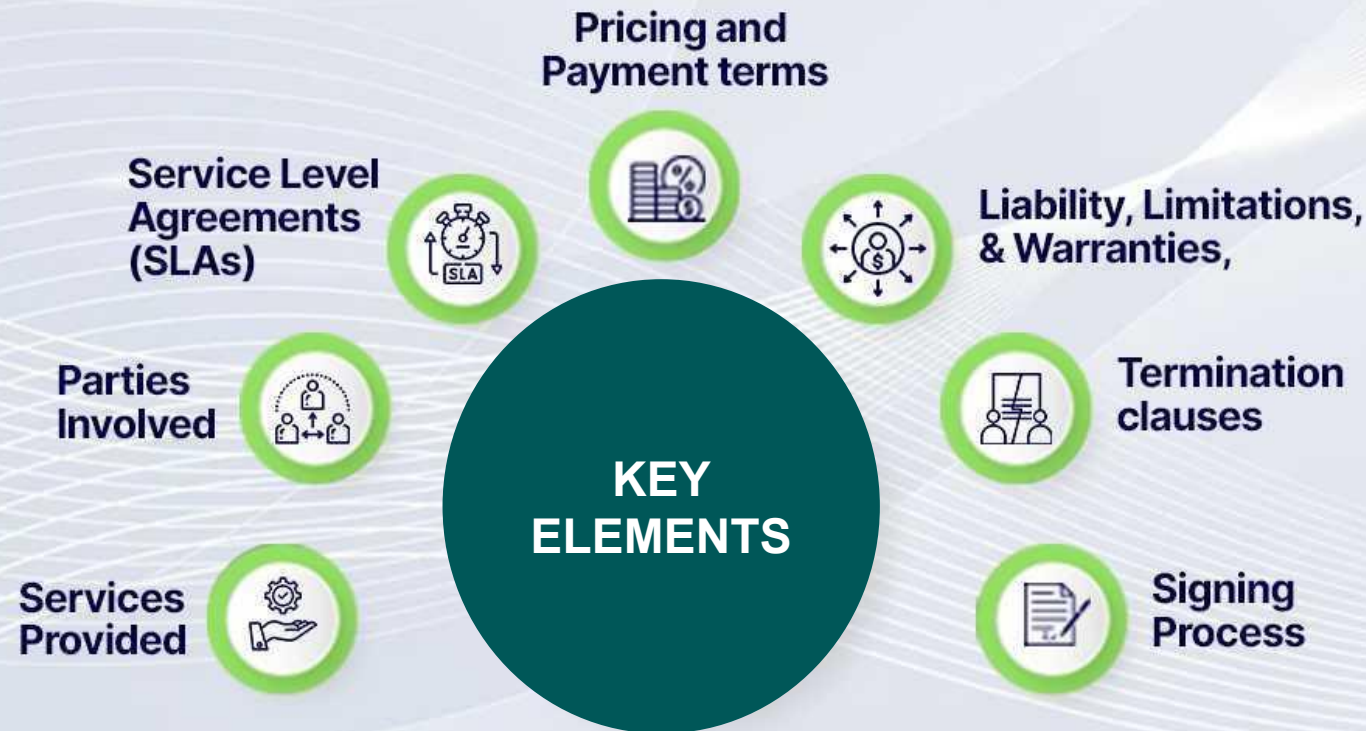 Pricing and
Payment terms
Service Level
Agreements
(SLAs)
SLA
Liability, Limitations,
& Warranties,
Parties
Involved
Termination
clauses
KEY
ELEMENTS
Services
Provided
Signing
Process